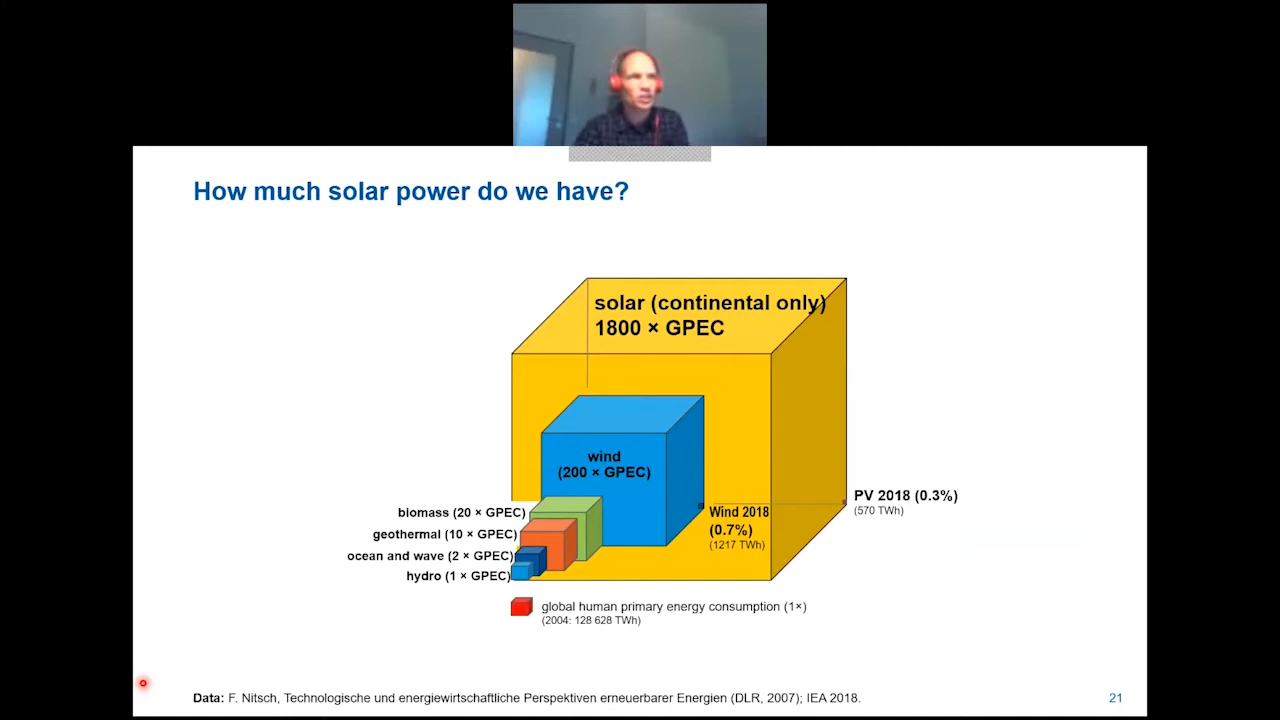 How much solar power do we have?
solar (continental only)
1800 × GPEC
wind
(200 × GPEC)
biomass (20 × GPEC)
geothermal (10 × GPEC)
ocean and wave (2 × GPEC)
hydro (1 × GPEC)
Wind 2018
(0.7%)
(1217 TWh)
PV 2018 (0.3%)
(570 TWh)
global human primary energy consumption (1×)
(2004: 128 628 TWh)
Data: F. Nitsch, Technologische und energiewirtschaftliche Perspektiven erneuerbarer Energien (DLR, 2007); IEA 2018.
21